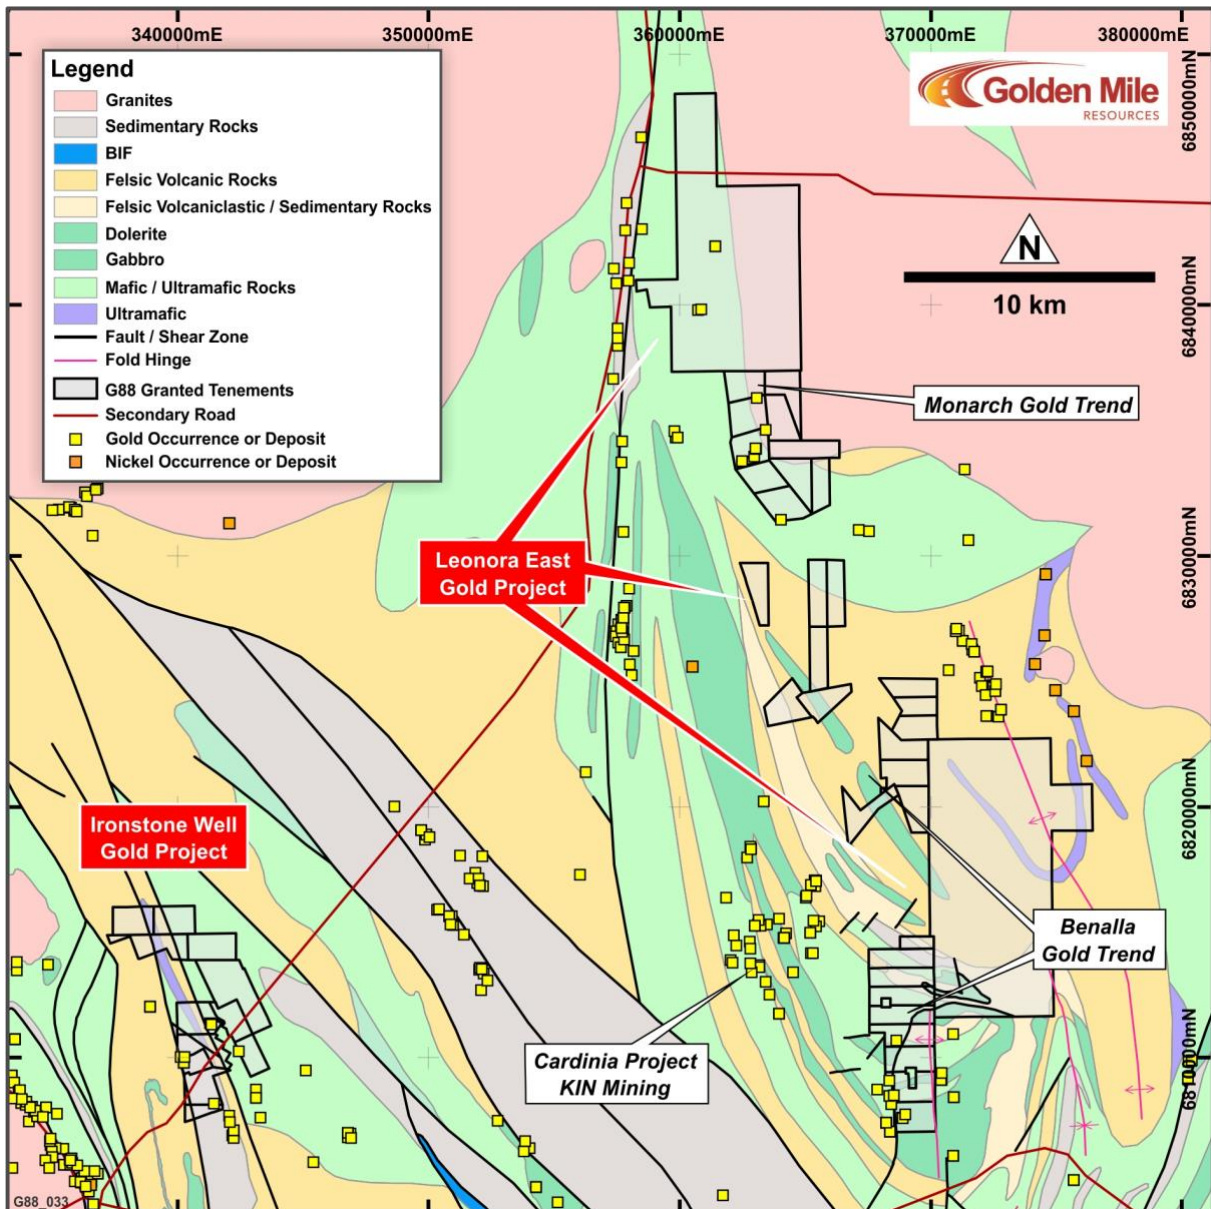 340000mE
350000mE
360000mE
370000mE
380000mE
Legend
Granites
Sedimentary Rocks
BIF
Felsic Volcanic Rocks
Felsic Volcaniclastic / Sedimentary Rocks
Dolerite
Gabbro
Mafic / Ultramafic Rocks
Ultramafic
Fault / Shear Zone
Fold Hinge
G88 Granted Tenements
Secondary Road
Gold Occurrence or Deposit
Nickel Occurrence or Deposit
Golden Mile
RESOURCES
6850000mN
N
10 km
6840000mN
Monarch Gold Trend
Leonora East
Gold Project
6830000mN
Ironstone Well
Gold Project
6820000mN
Benalla
Gold Trend
Cardinia Project
KIN Mining
6810000mN
G88_033